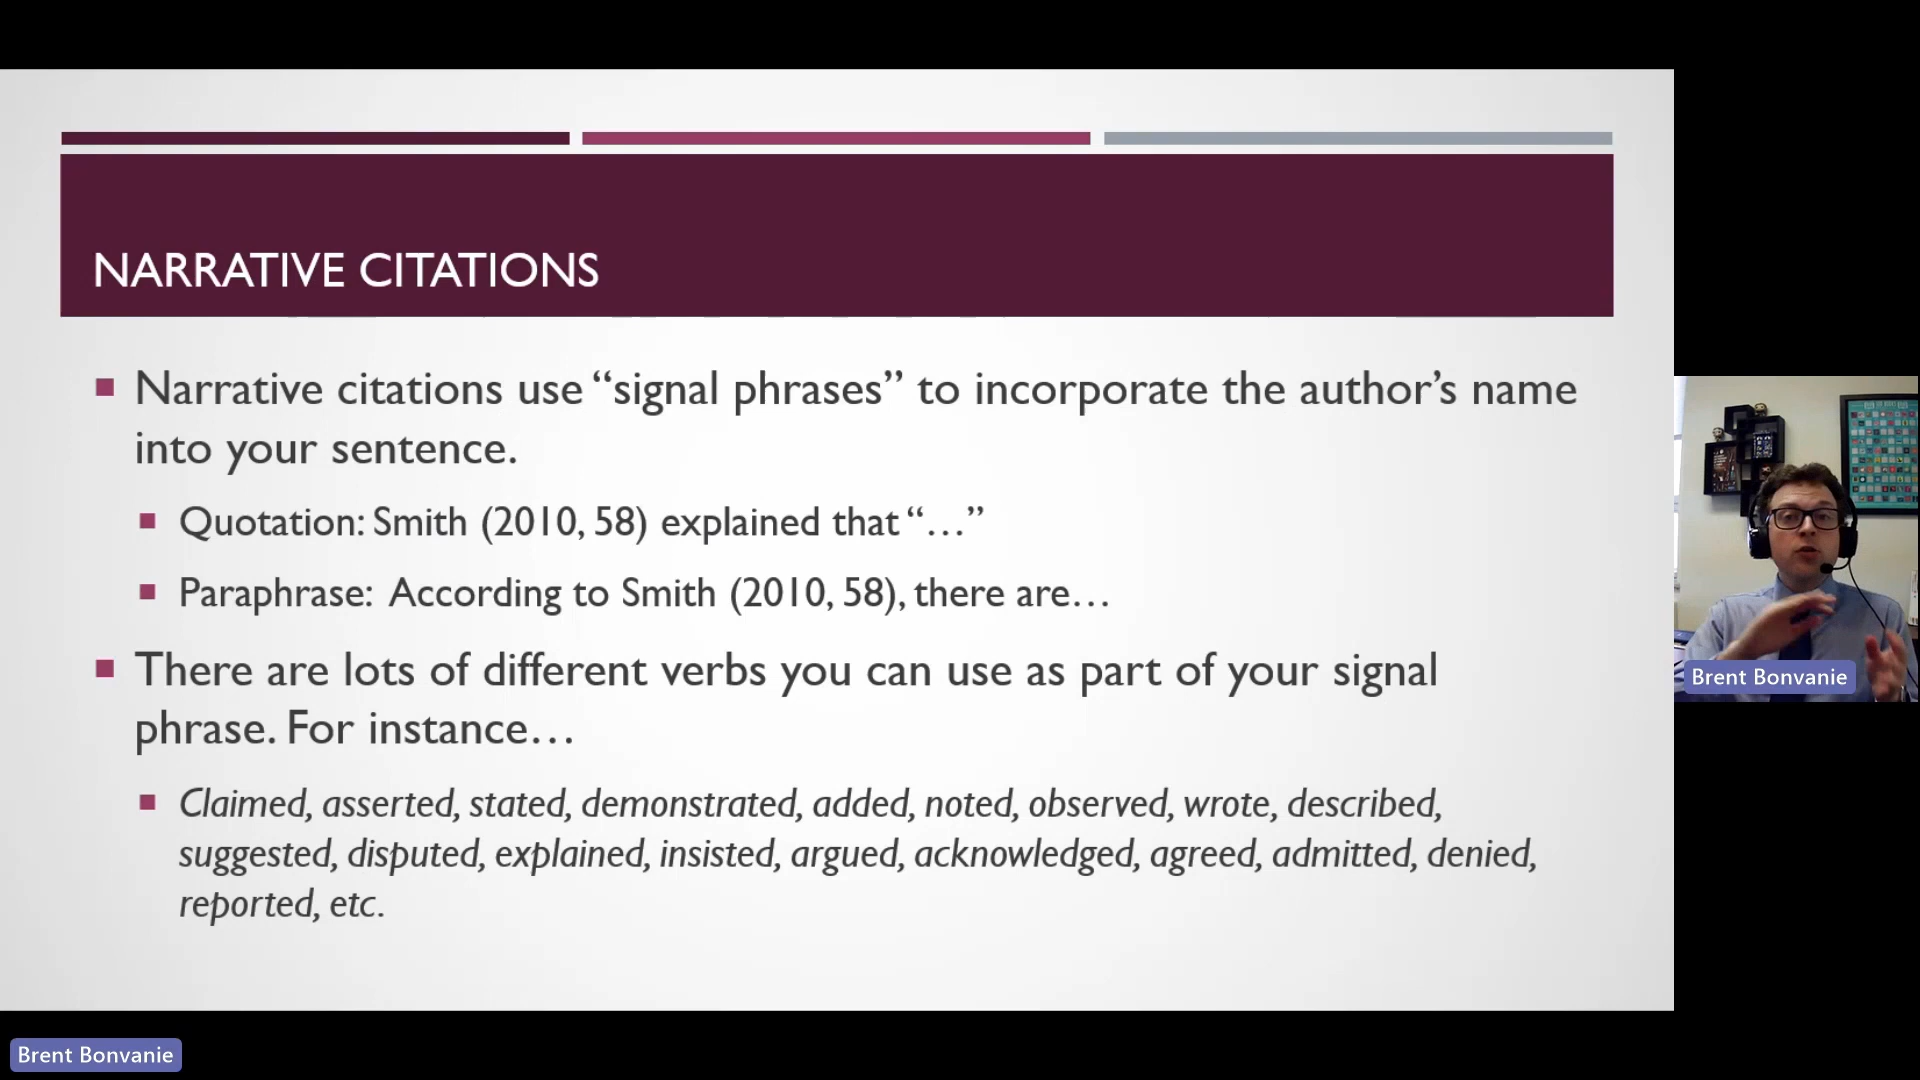 NARRATIVE CITATIONS
Narrative citations use “signal phrases” to incorporate the author’s name
into your sentence.
Quotation: Smith (2010, 58) explained that “…”
Paraphrase: According to Smith (2010, 58), there are…
There are lots of different verbs you can use as part of your signal
phrase. For instance…
Claimed, asserted, stated, demonstrated, added, noted, observed, wrote, described,
suggested, disputed, explained, insisted, argued, acknowledged, agreed, admitted, denied,
reported, etc.
Brent Bonvanie
Brent Bonvanie